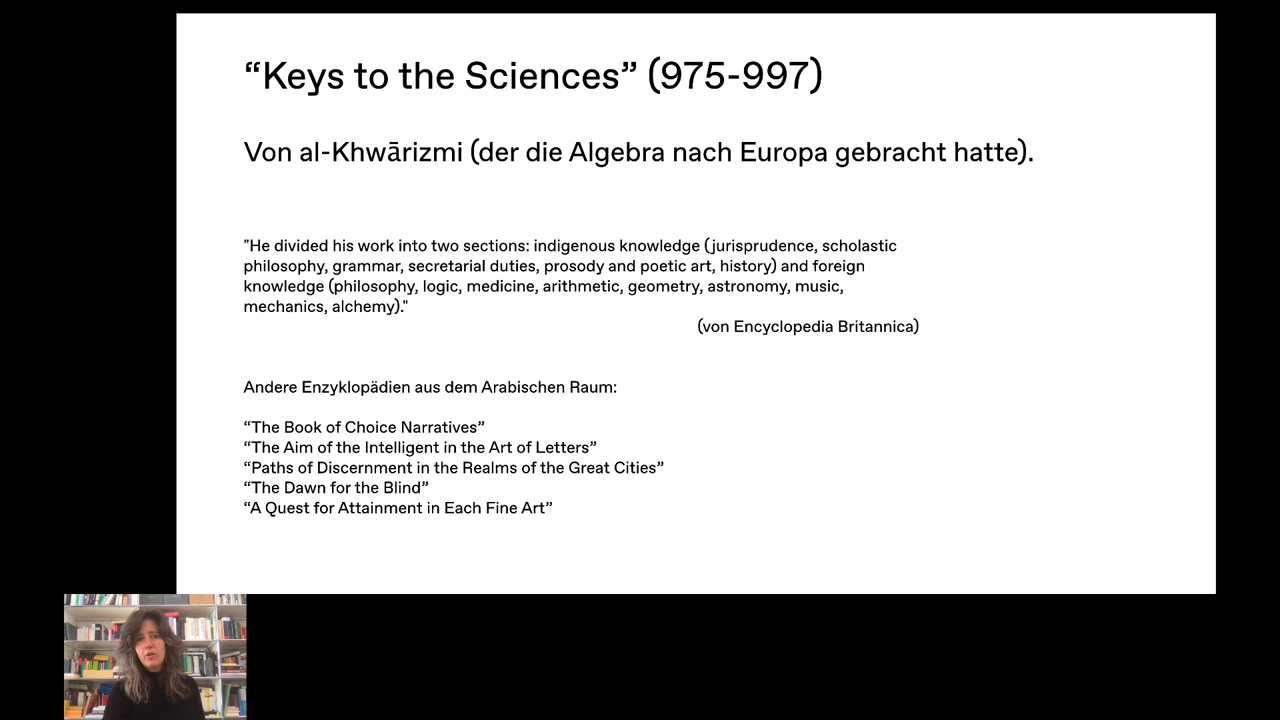 “Keys to the Sciences” (975-997)
Von al-Khwārizmi (der die Algebra nach Europa gebracht hatte).
"He divided his work into two sections: indigenous knowledge (jurisprudence, scholastic
philosophy, grammar, secretarial duties, prosody and poetic art, history) and foreign
knowledge (philosophy, logic, medicine, arithmetic, geometry, astronomy, music,
mechanics, alchemy)."
(von Encyclopedia Britannica)
Andere Enzyklopädien aus dem Arabischen Raum:
“The Book of Choice Narratives”
“The Aim of the Intelligent in the Art of Letters”
“Paths of Discernment in the Realms of the Great Cities”
“The Dawn for the Blind”
“A Quest for Attainment in Each Fine Art”